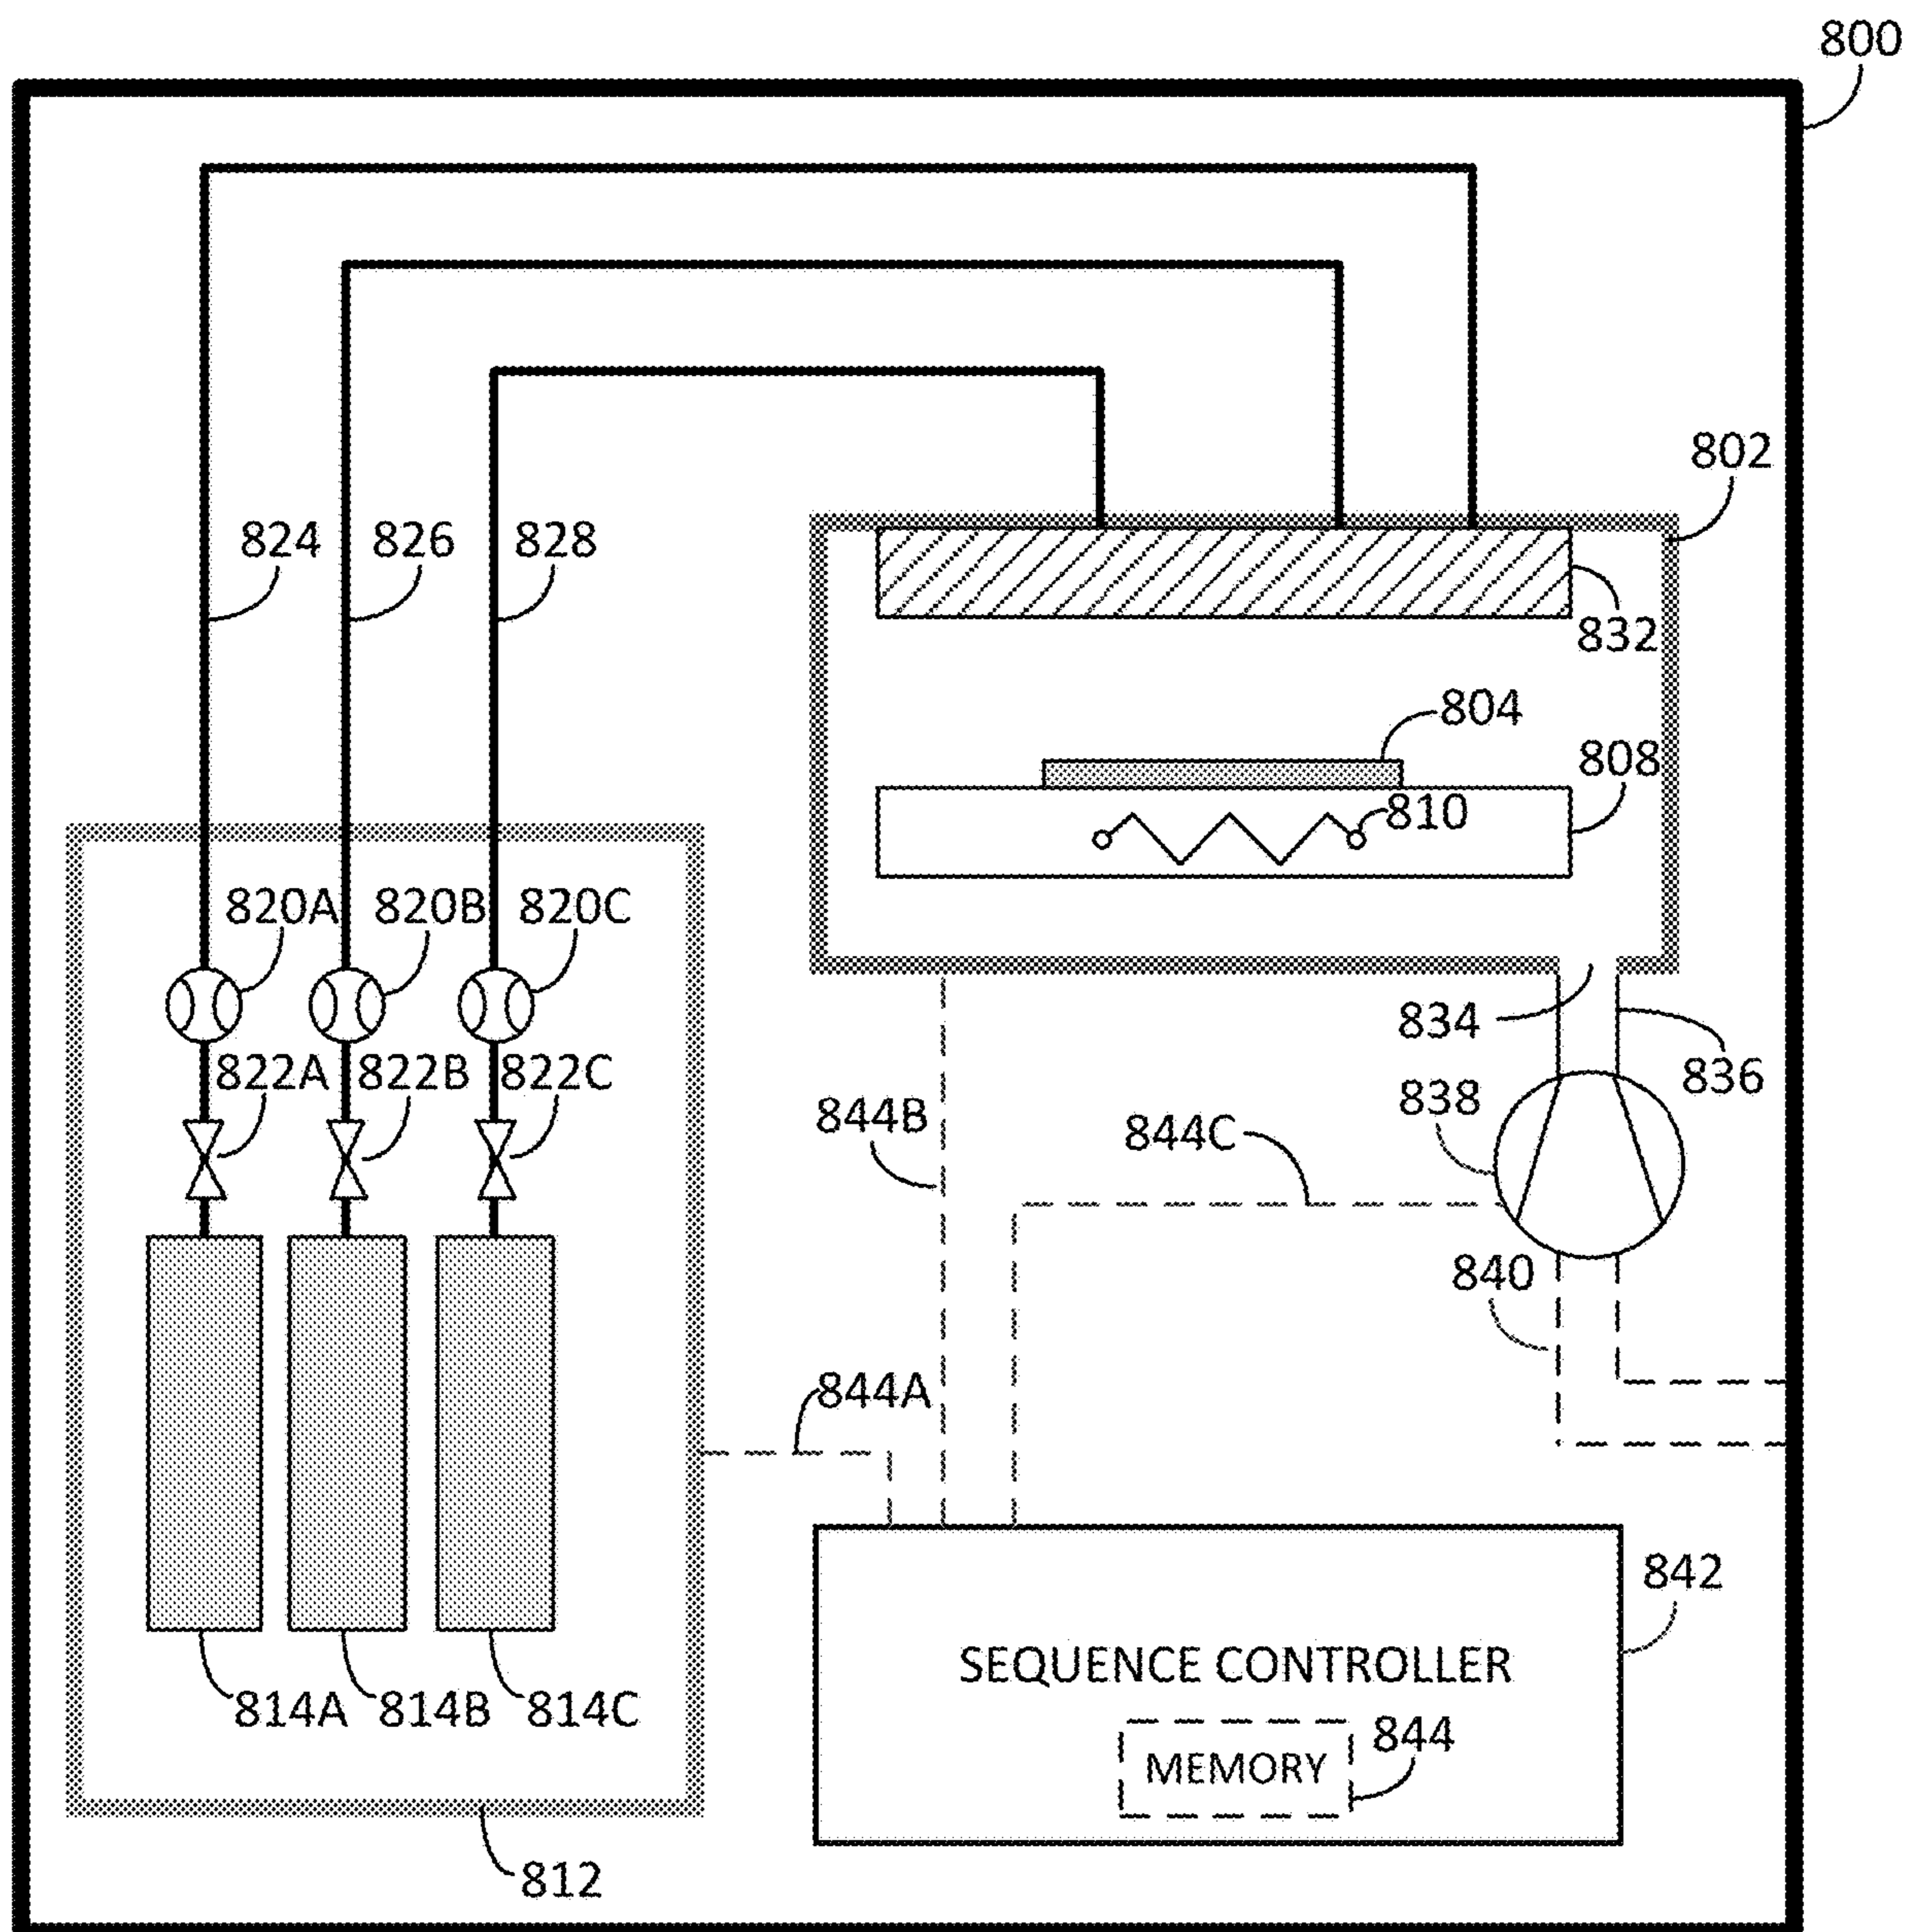 800
802
824 826 828
832
804
808
810
820A 820B 820C
834
822A 822B 822C
836
838
844B
844C
840
844A
842
SEQUENCE CONTROLLER
814A 814B 814C
844
MEMORY
812